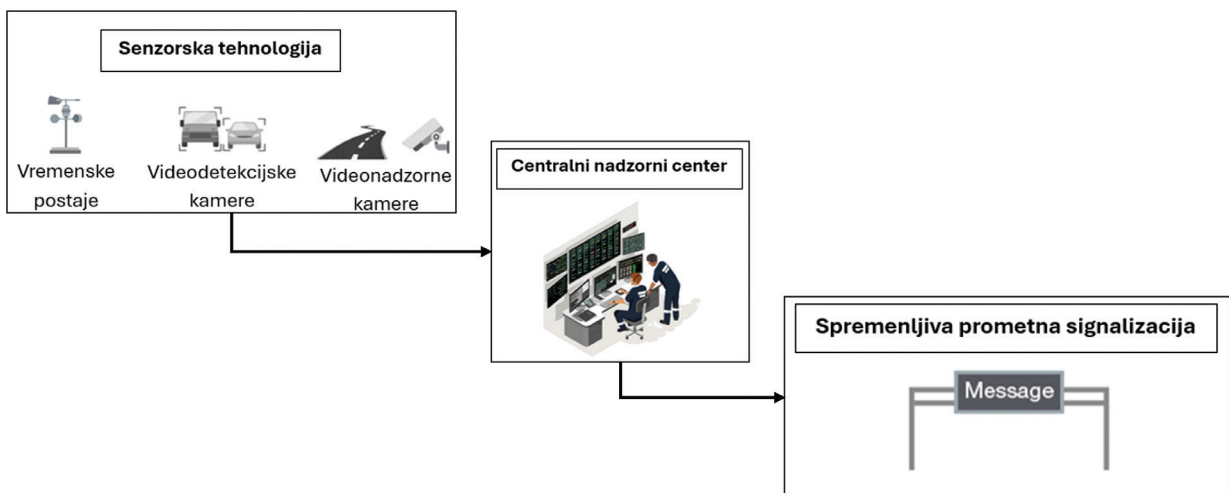 Senzorska tehnologija
Vremenske
postaje
Videodetekcijske
kamere
Videonadzorne
kamere
Centralni nadzorni center
Spremenljiva prometna signalizacija
Message